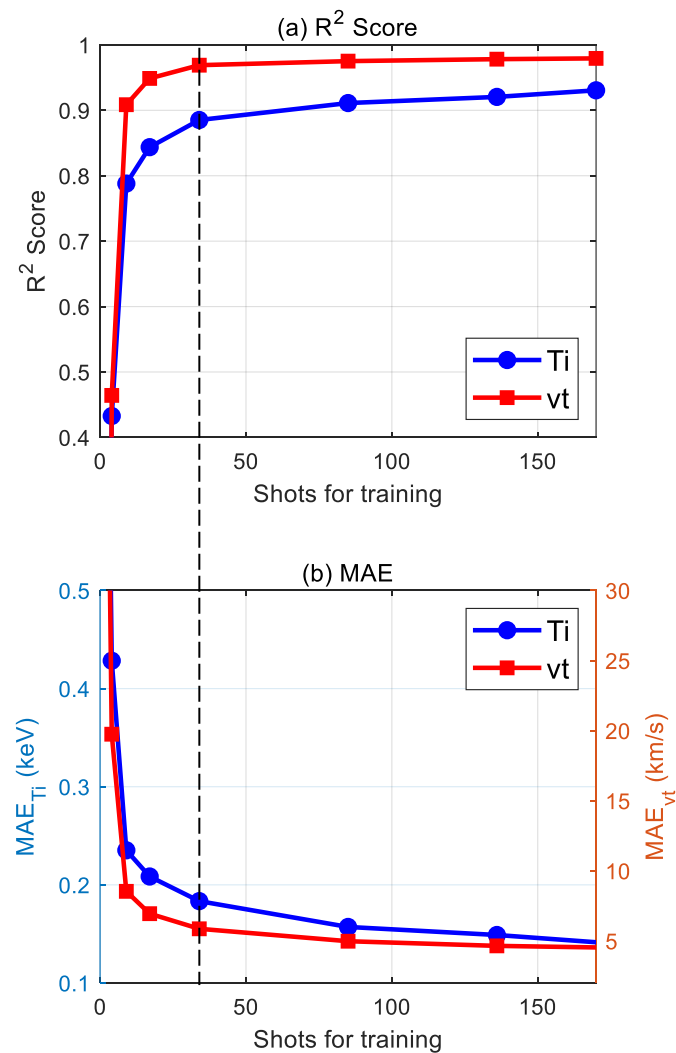 (a) R² Score
1
0.9
0.8
0.7
0.6
0.5
0.4
R² Score
Ti
vt
0 50 100 150
Shots for training
(b) MAE
0.5
0.4
0.3
0.2
0.1
MAE_Ti (keV)
30
25
20
15
10
5
MAE_vt (km/s)
Ti
vt
0 50 100 150
Shots for training